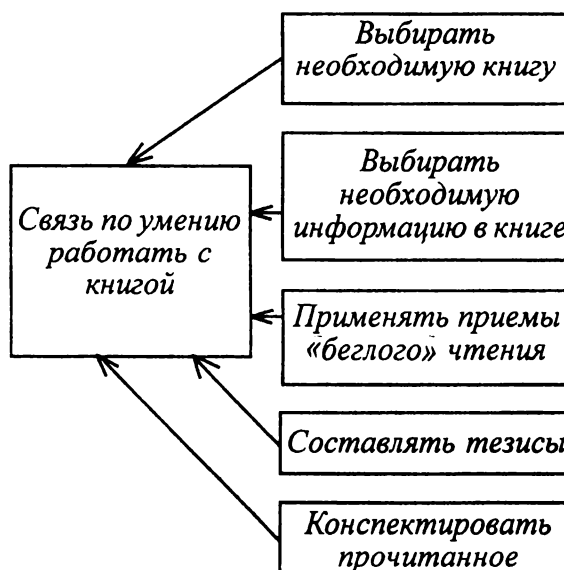 Выбирать
необходимую книгу
Выбирать
необходимую
информацию в книге
Связь по умению
работать с
книгой
Применять приемы
«беглого» чтения
Составлять тезисы
Конспектировать
прочитанное